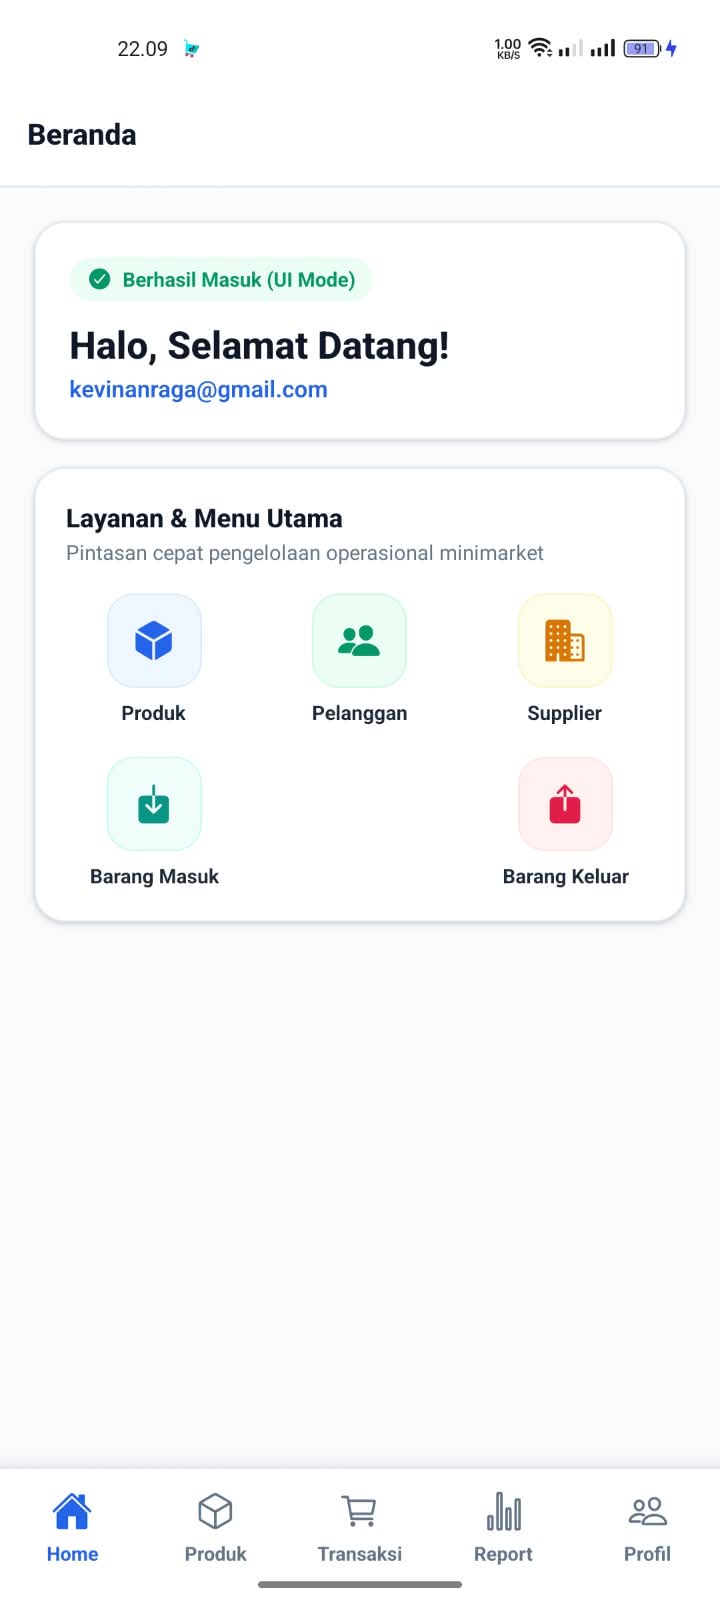 22.09
1.00
KB/S
91
Beranda
Berhasil Masuk (UI Mode)
Halo, Selamat Datang!
kevinanraga@gmail.com
Layanan & Menu Utama
Pintasan cepat pengelolaan operasional minimarket
Produk Pelanggan Supplier
Barang Masuk Barang Keluar
Home Produk Transaksi Report Profil